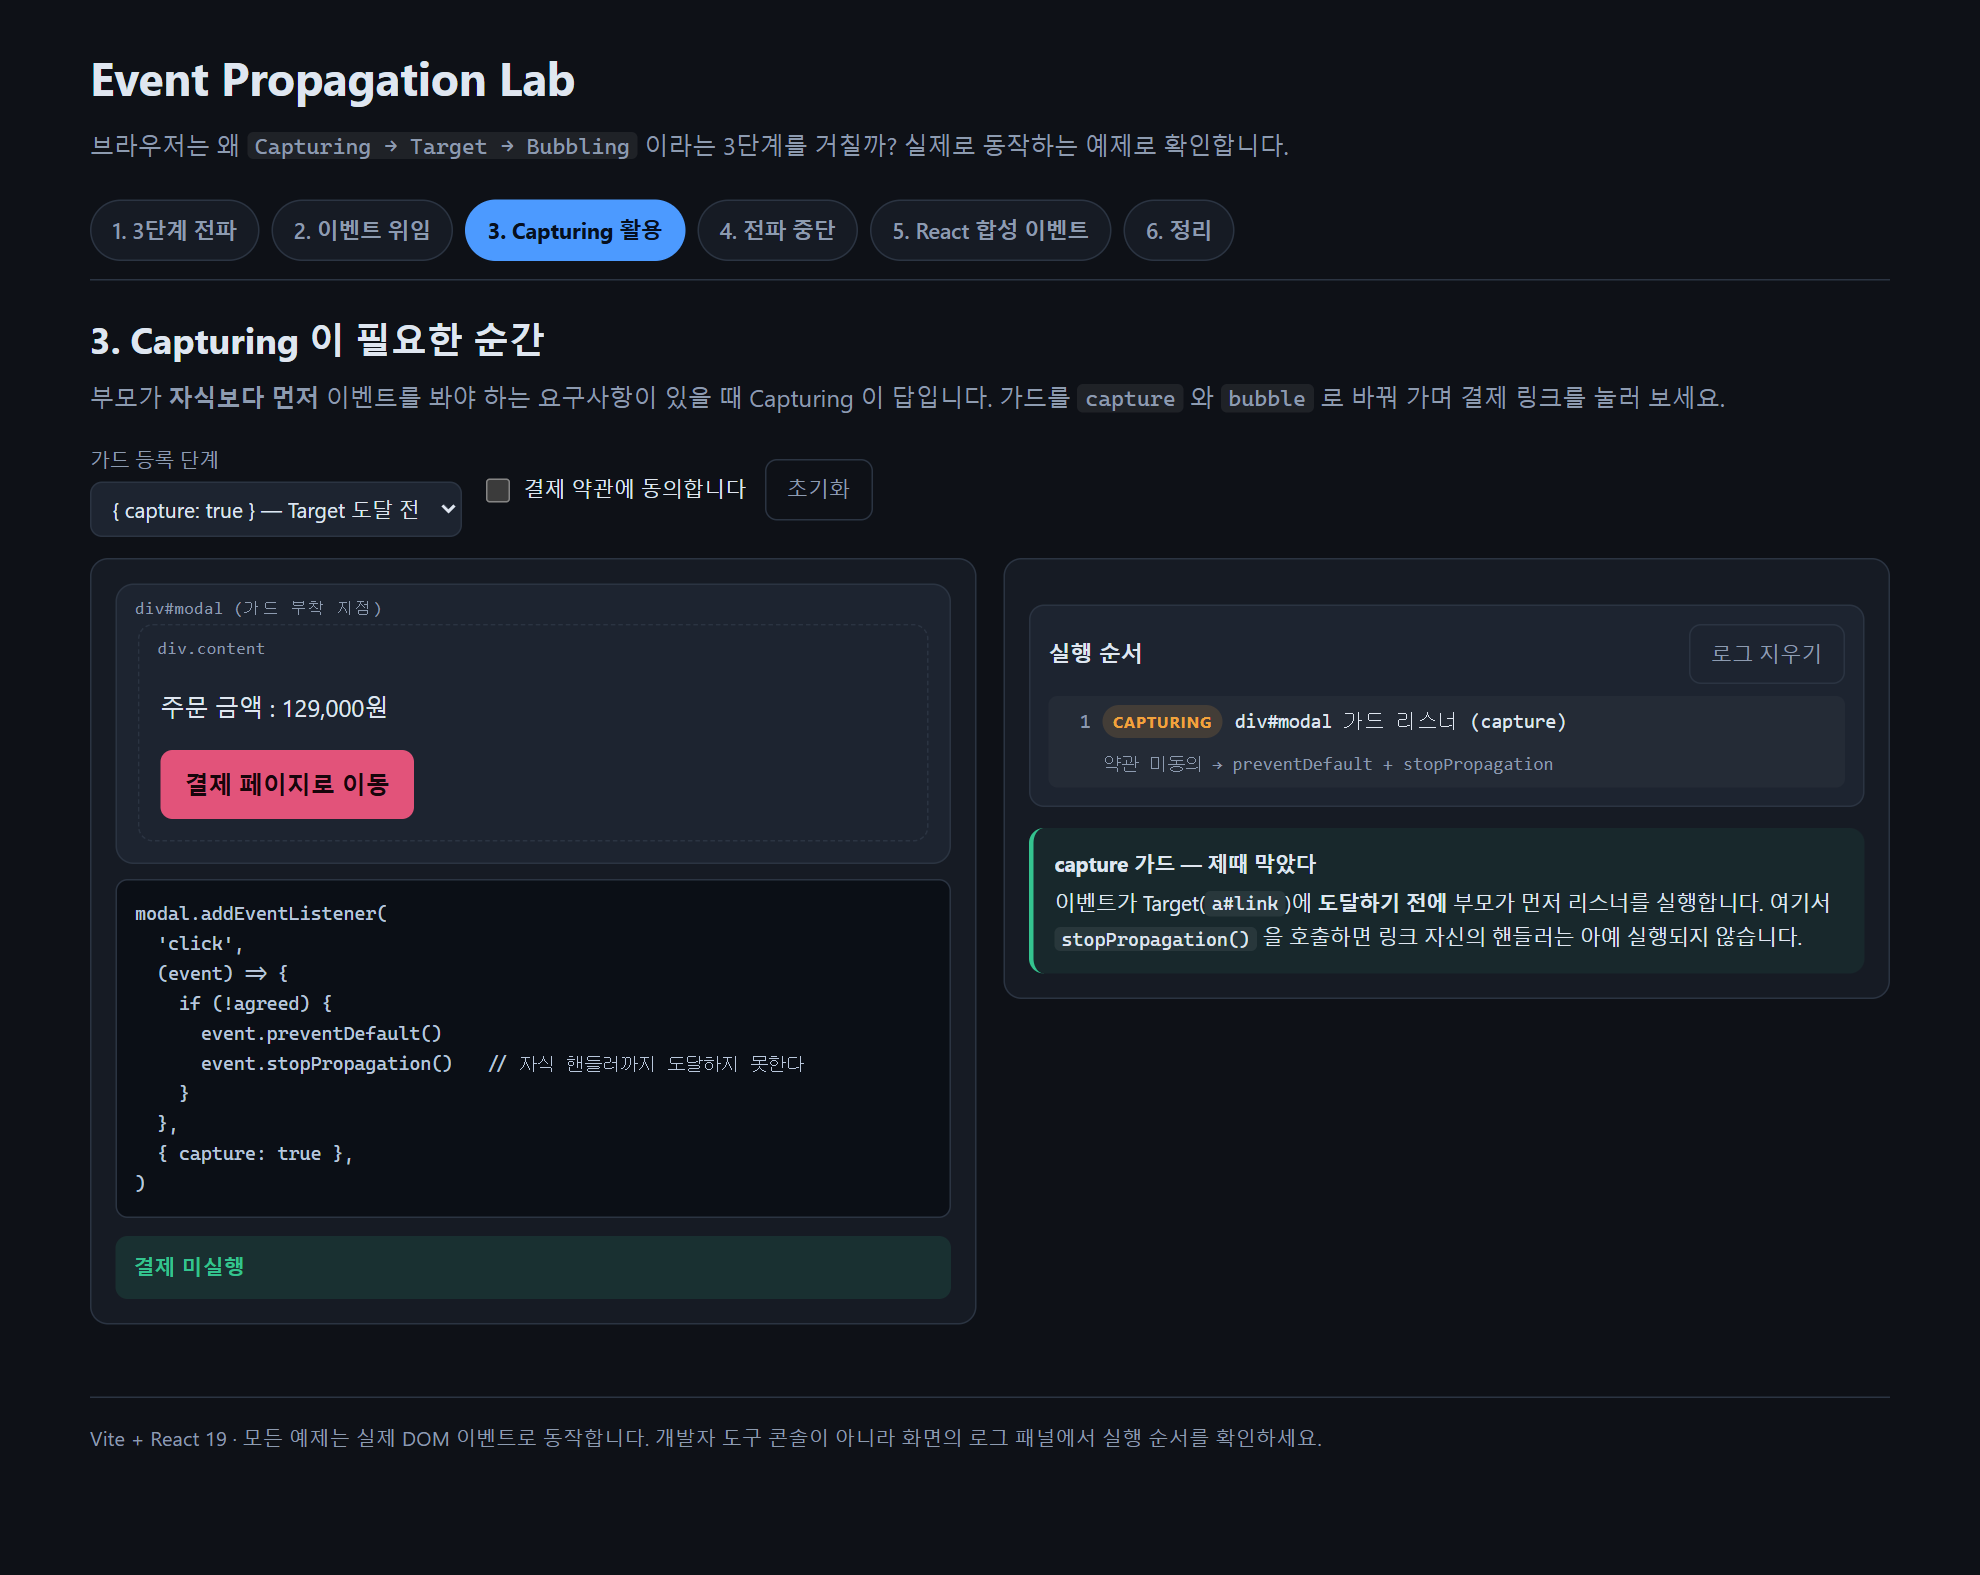 Event Propagation Lab
브라우저는 왜 Capturing → Target → Bubbling 이라는 3단계를 거칠까? 실제로 동작하는 예제로 확인합니다.
1. 3단계 전파
2. 이벤트 위임
3. Capturing 활용
4. 전파 중단
5. React 합성 이벤트
6. 정리
3. Capturing 이 필요한 순간
부모가 자식보다 먼저 이벤트를 봐야 하는 요구사항이 있을 때 Capturing 이 답입니다. 가드를 capture 와 bubble 로 바꿔 가며 결제 링크를 눌러 보세요.
가드 등록 단계
{ capture: true } — Target 도달 전
결제 약관에 동의합니다
초기화
div#modal (가드 부착 지점)
div.content
주문 금액 : 129,000원
결제 페이지로 이동
modal.addEventListener(
  'click',
  (event) => {
    if (!agreed) {
      event.preventDefault()
      event.stopPropagation()   // 자식 핸들러까지 도달하지 못한다
    }
  },
  { capture: true },
)
결제 미실행
실행 순서
로그 지우기
1 CAPTURING div#modal 가드 리스너 (capture)
약관 미동의 → preventDefault + stopPropagation
capture 가드 — 제때 막았다
이벤트가 Target(a#link)에 도달하기 전에 부모가 먼저 리스너를 실행합니다. 여기서
stopPropagation() 을 호출하면 링크 자신의 핸들러는 아예 실행되지 않습니다.
Vite + React 19 · 모든 예제는 실제 DOM 이벤트로 동작합니다. 개발자 도구 콘솔이 아니라 화면의 로그 패널에서 실행 순서를 확인하세요.